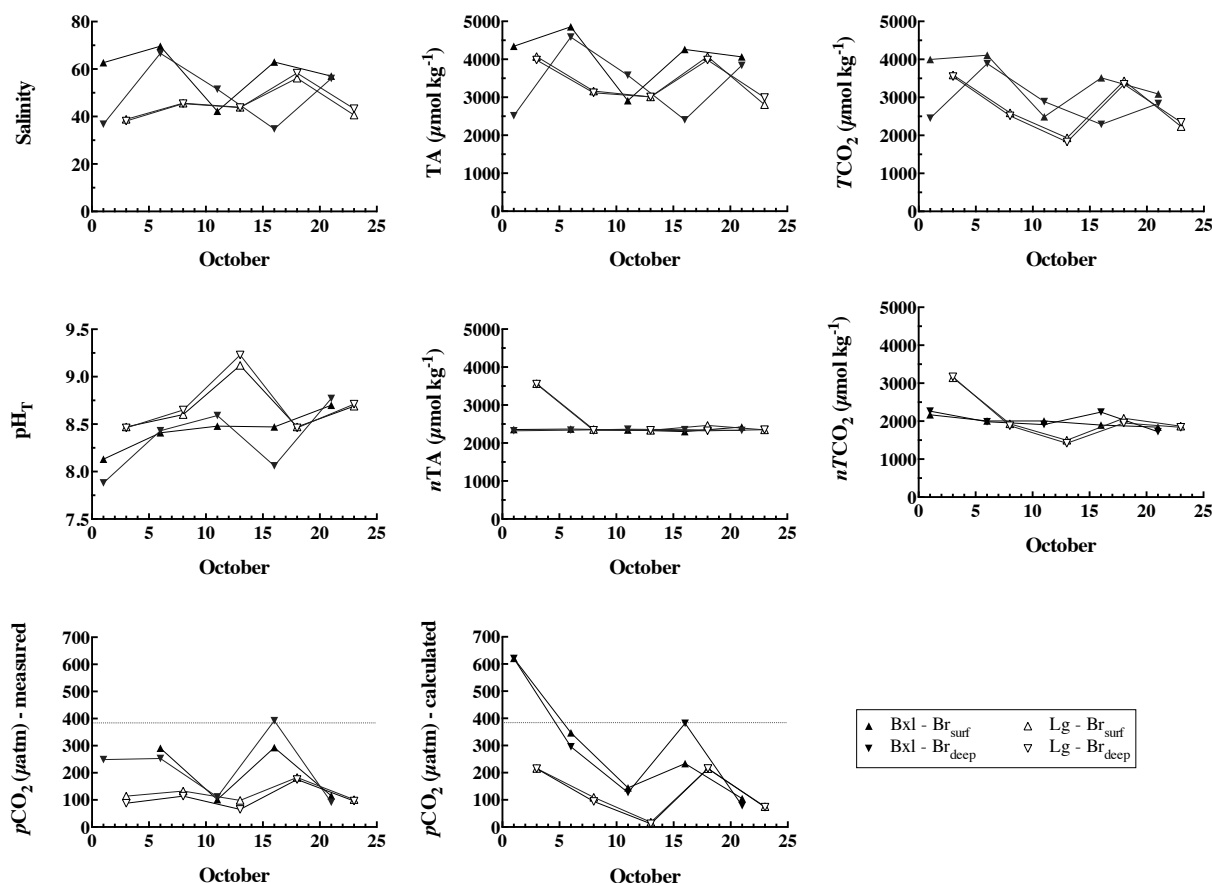 Salinity
80
60
40
20
0
0 5 10 15 20 25
October
TA (µmol kg⁻¹)
5000
4000
3000
2000
1000
0
0 5 10 15 20 25
October
TCO₂ (µmol kg⁻¹)
5000
4000
3000
2000
1000
0
0 5 10 15 20 25
October
pH_T
9.5
9.0
8.5
8.0
7.5
0 5 10 15 20 25
October
nTA (µmol kg⁻¹)
5000
4000
3000
2000
1000
0
0 5 10 15 20 25
October
nTCO₂ (µmol kg⁻¹)
5000
4000
3000
2000
1000
0
0 5 10 15 20 25
October
pCO₂ (µatm) - measured
700
600
500
400
300
200
100
0
0 5 10 15 20 25
October
pCO₂ (µatm) - calculated
700
600
500
400
300
200
100
0
0 5 10 15 20 25
October
Bxl - Br_surf
Lg - Br_surf
Bxl - Br_deep
Lg - Br_deep